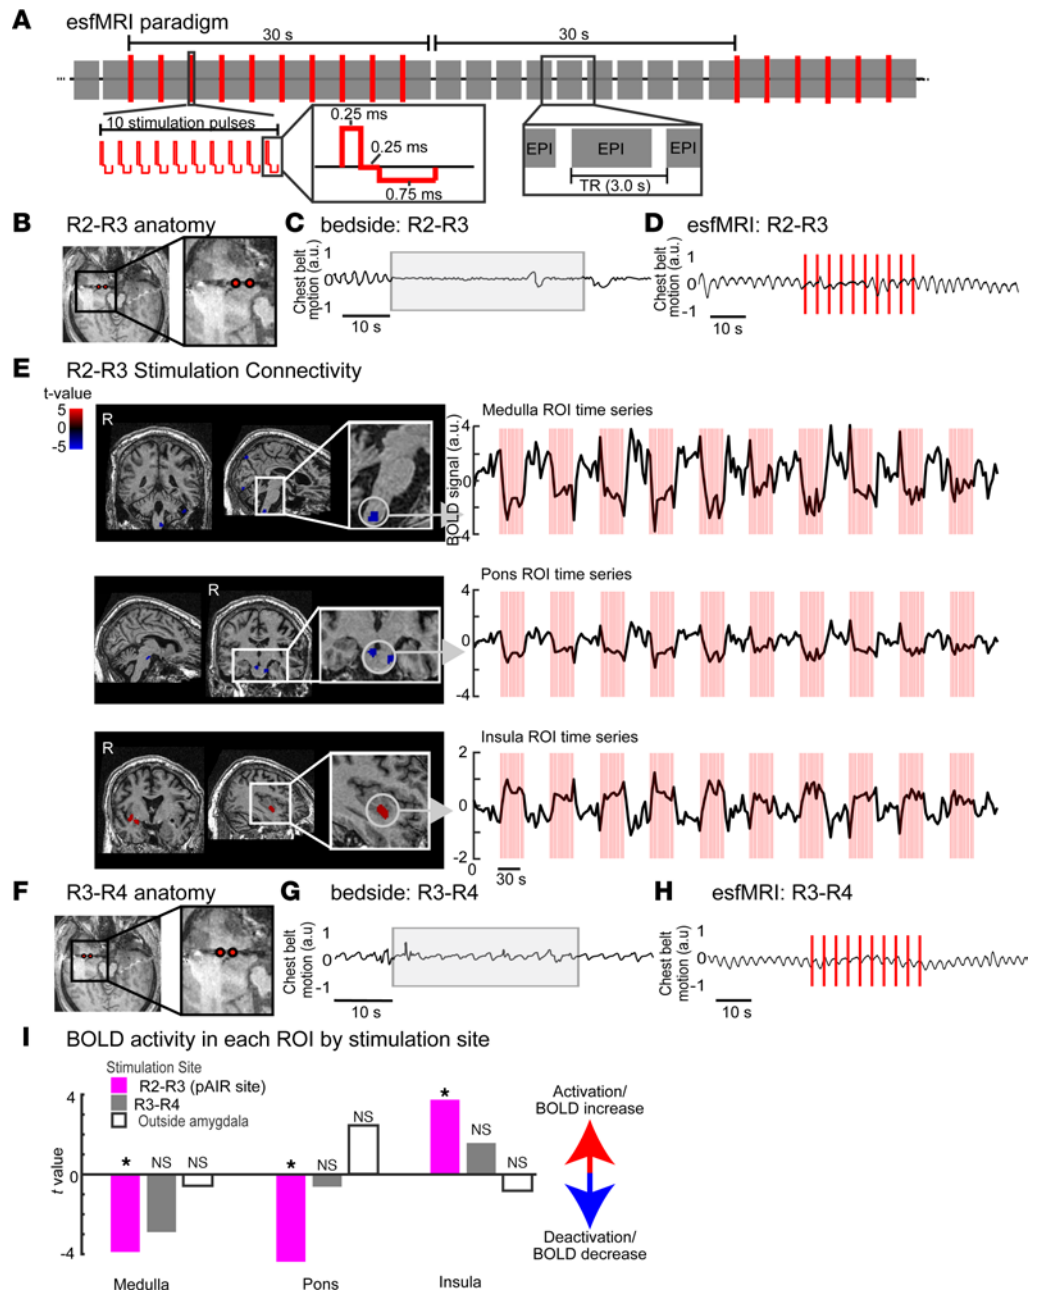 A esfMRI paradigm
30 s
30 s
10 stimulation pulses
0.25 ms
0.25 ms
0.75 ms
EPI
EPI
EPI
TR (3.0 s)
B R2-R3 anatomy
C bedside: R2-R3
Chest belt
motion (a.u.)
1
0
-1
10 s
D esfMRI: R2-R3
Chest belt
motion (a.u.)
1
0
-1
10 s
E R2-R3 Stimulation Connectivity
t-value
5
0
-5
R
Medulla ROI time series
BOLD signal (a.u.)
4
0
-4
R
Pons ROI time series
4
0
-4
R
Insula ROI time series
2
0
-2
0
30 s
F R3-R4 anatomy
G bedside: R3-R4
Chest belt
motion (a.u)
1
0
-1
10 s
H esfMRI: R3-R4
Chest belt
motion (a.u)
1
0
-1
10 s
I BOLD activity in each ROI by stimulation site
Stimulation Site
R2-R3 (pAIR site)
R3-R4
Outside amygdala
t value
4
0
-4
* NS NS
* NS NS
* NS NS
Medulla Pons Insula
Activation/
BOLD increase
Deactivation/
BOLD decrease